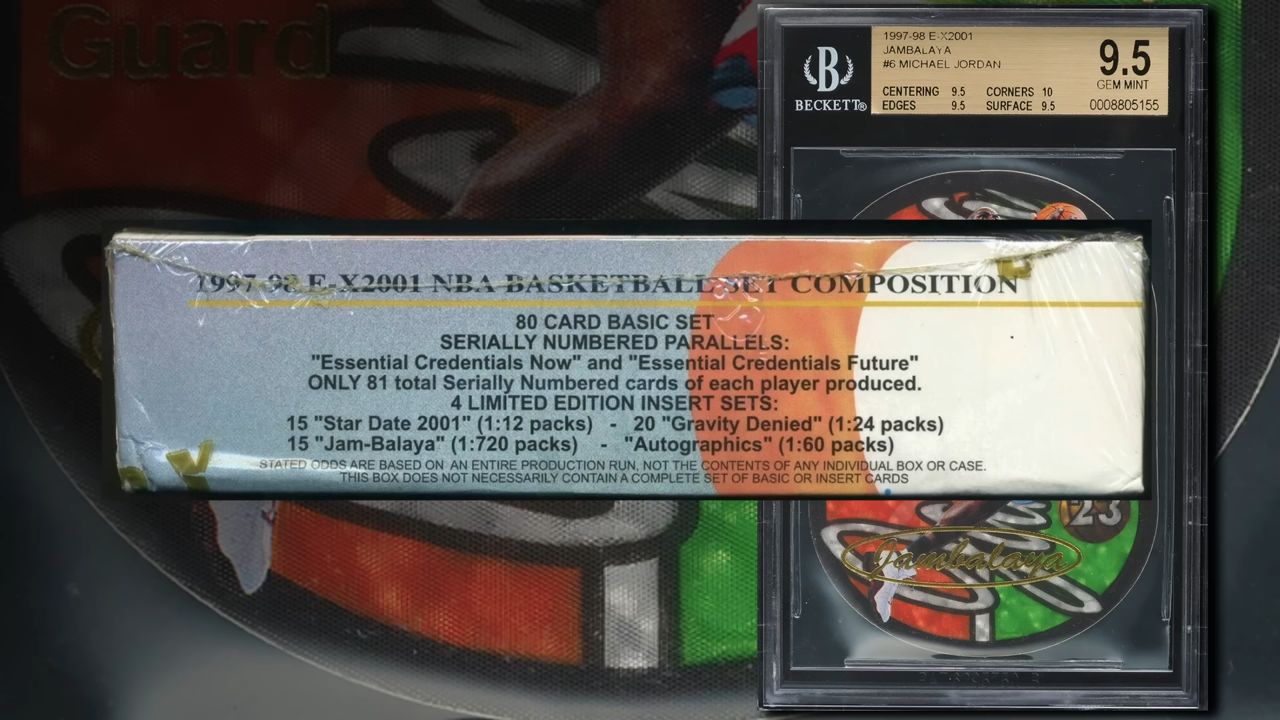 Guard
1997-98 E-X2001
JAMBALAYA
#6 MICHAEL JORDAN
CENTERING 9.5 CORNERS 10
EDGES 9.5 SURFACE 9.5
9.5
GEM MINT
0008805155
B
BECKETT®
1997-98 E-X2001 NBA BASKETBALL SET COMPOSITION
80 CARD BASIC SET
SERIALLY NUMBERED PARALLELS:
"Essential Credentials Now" and "Essential Credentials Future"
ONLY 81 total Serially Numbered cards of each player produced.
4 LIMITED EDITION INSERT SETS:
15 "Star Date 2001" (1:12 packs) - 20 "Gravity Denied" (1:24 packs)
15 "Jam-Balaya" (1:720 packs) - "Autographics" (1:60 packs)
STATED ODDS ARE BASED ON AN ENTIRE PRODUCTION RUN, NOT THE CONTENTS OF ANY INDIVIDUAL BOX OR CASE.
THIS BOX DOES NOT NECESSARILY CONTAIN A COMPLETE SET OF BASIC OR INSERT CARDS
23
Jambalaya